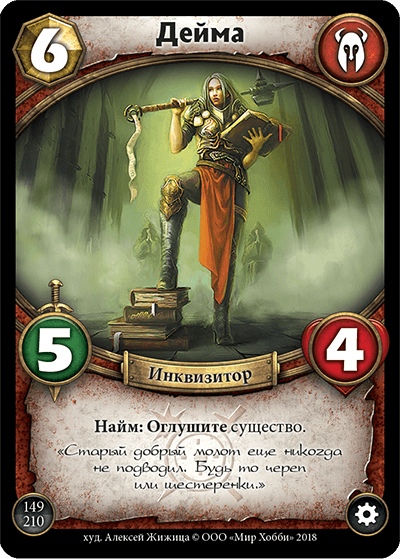 6
Дейма
5
4
Инквизитор
Найм: Оглушите существо.
«Старый добрый молот еще никогда
не подводил. Будь то череп
или шестеренки.»
149
210
худ. Алексей Жижица © ООО «Мир Хобби» 2018